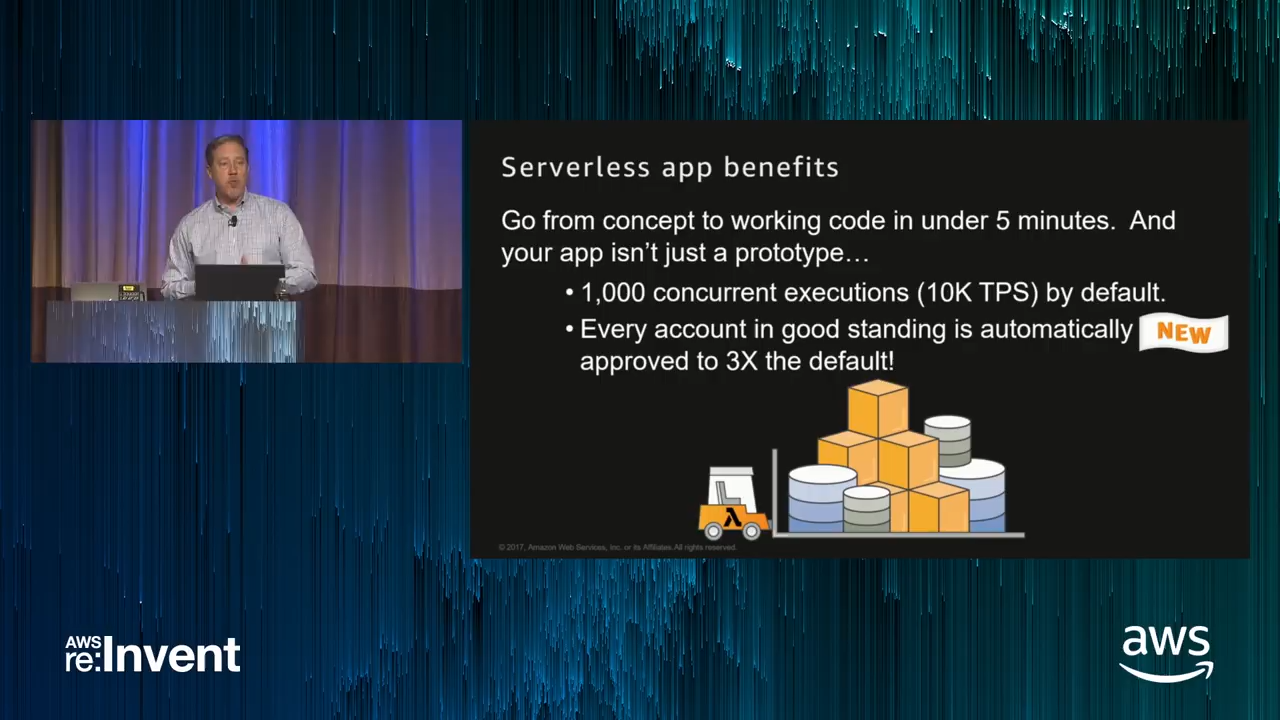 Serverless app benefits
Go from concept to working code in under 5 minutes. And
your app isn't just a prototype…
• 1,000 concurrent executions (10K TPS) by default.
• Every account in good standing is automatically NEW
approved to 3X the default!
© 2017, Amazon Web Services, Inc. or its Affiliates. All rights reserved.
AWS
re:Invent
aws